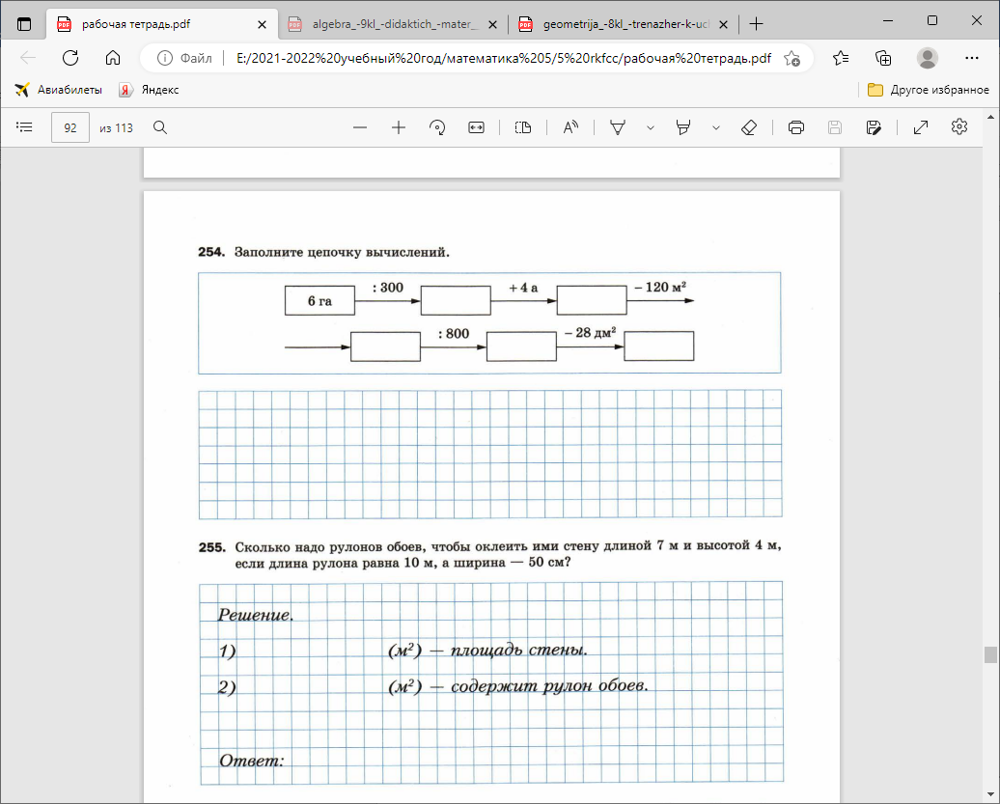 рабочая тетрадь.pdf
algebra_-9kl_-didaktich_-mater_
geometrija_-8kl_-trenazher-k-ucl
Файл
E:/2021-2022%20учебный%20год/математика%205/5%20rkfcc/рабочая%20тетрадь.pdf
Авиабилеты
Яндекс
Другое избранное
92 из 113
254. Заполните цепочку вычислений.
6 га : 300 + 4 а – 120 м²
: 800 – 28 дм²
255. Сколько надо рулонов обоев, чтобы оклеить ими стену длиной 7 м и высотой 4 м,
если длина рулона равна 10 м, а ширина — 50 см?
Решение.
1) (м²) — площадь стены.
2) (м²) — содержит рулон обоев.
Ответ: